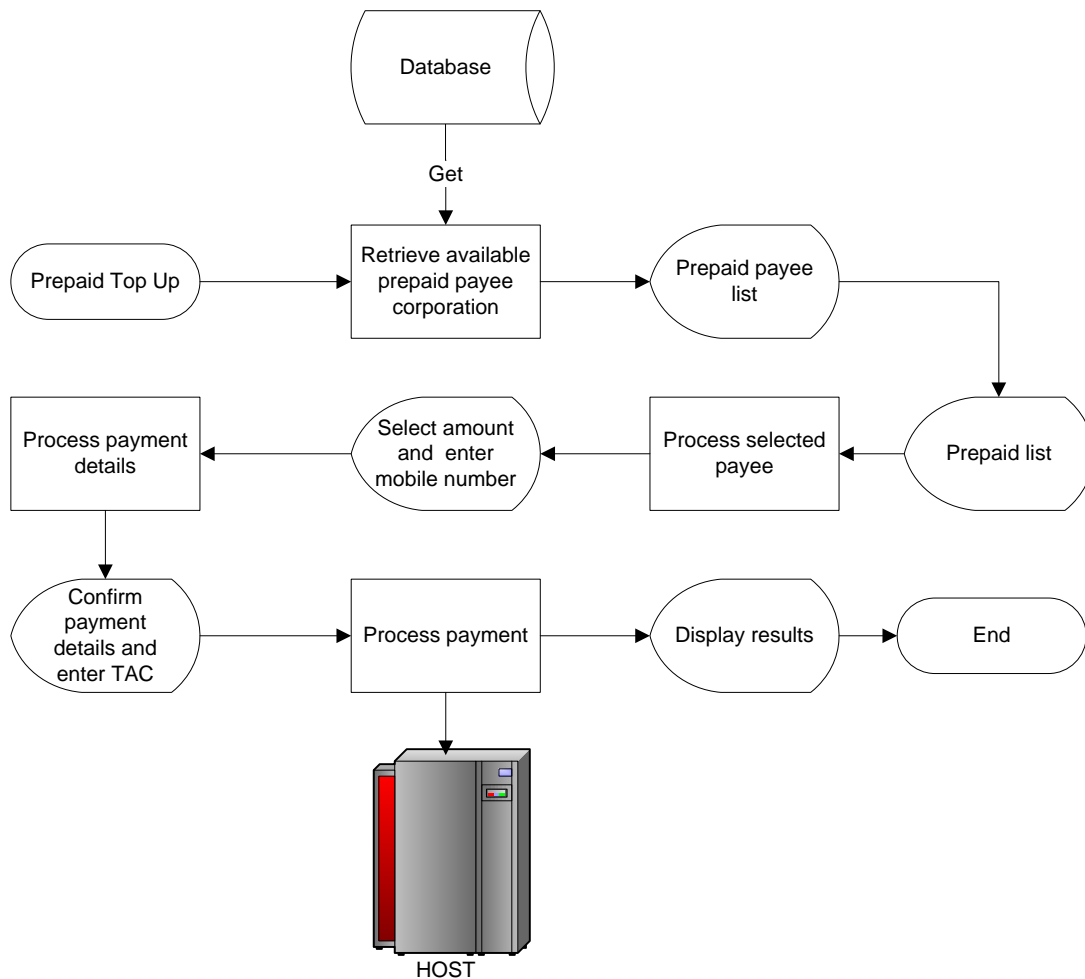 Database
Get
Prepaid Top Up
Retrieve available
prepaid payee
corporation
Prepaid payee
list
Process payment
details
Select amount
and enter
mobile number
Process selected
payee
Prepaid list
Confirm
payment
details and
enter TAC
Process payment
Display results
End
HOST